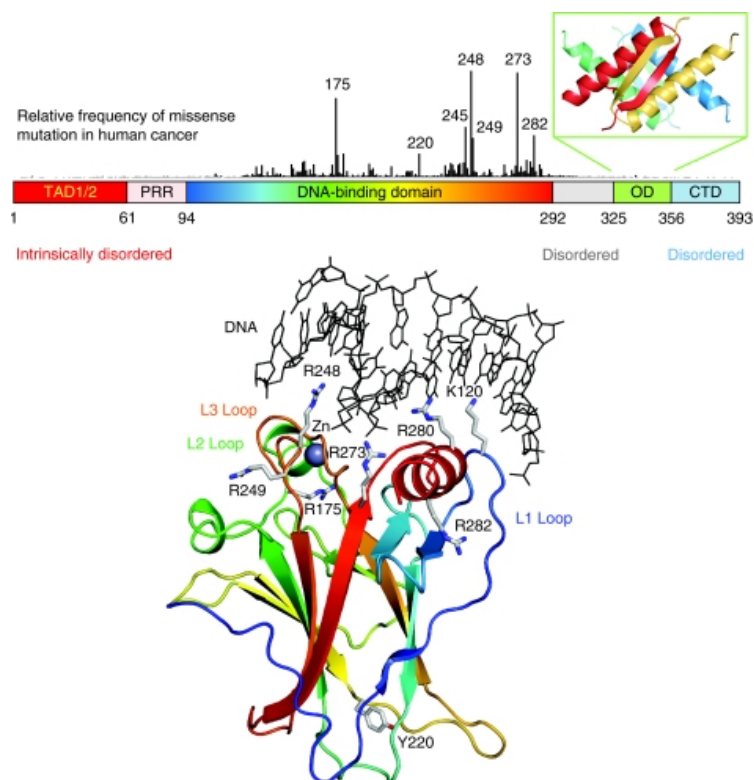 248
273
175
Relative frequency of missense
mutation in human cancer
245
249
220
282
TAD1/2 PRR DNA-binding domain OD CTD
1 61 94 292 325 356 393
Intrinsically disordered Disordered Disordered
DNA
R248
K120
L3 Loop
Zn
R280
L2 Loop
R273
R249
R175
L1 Loop
R282
Y220